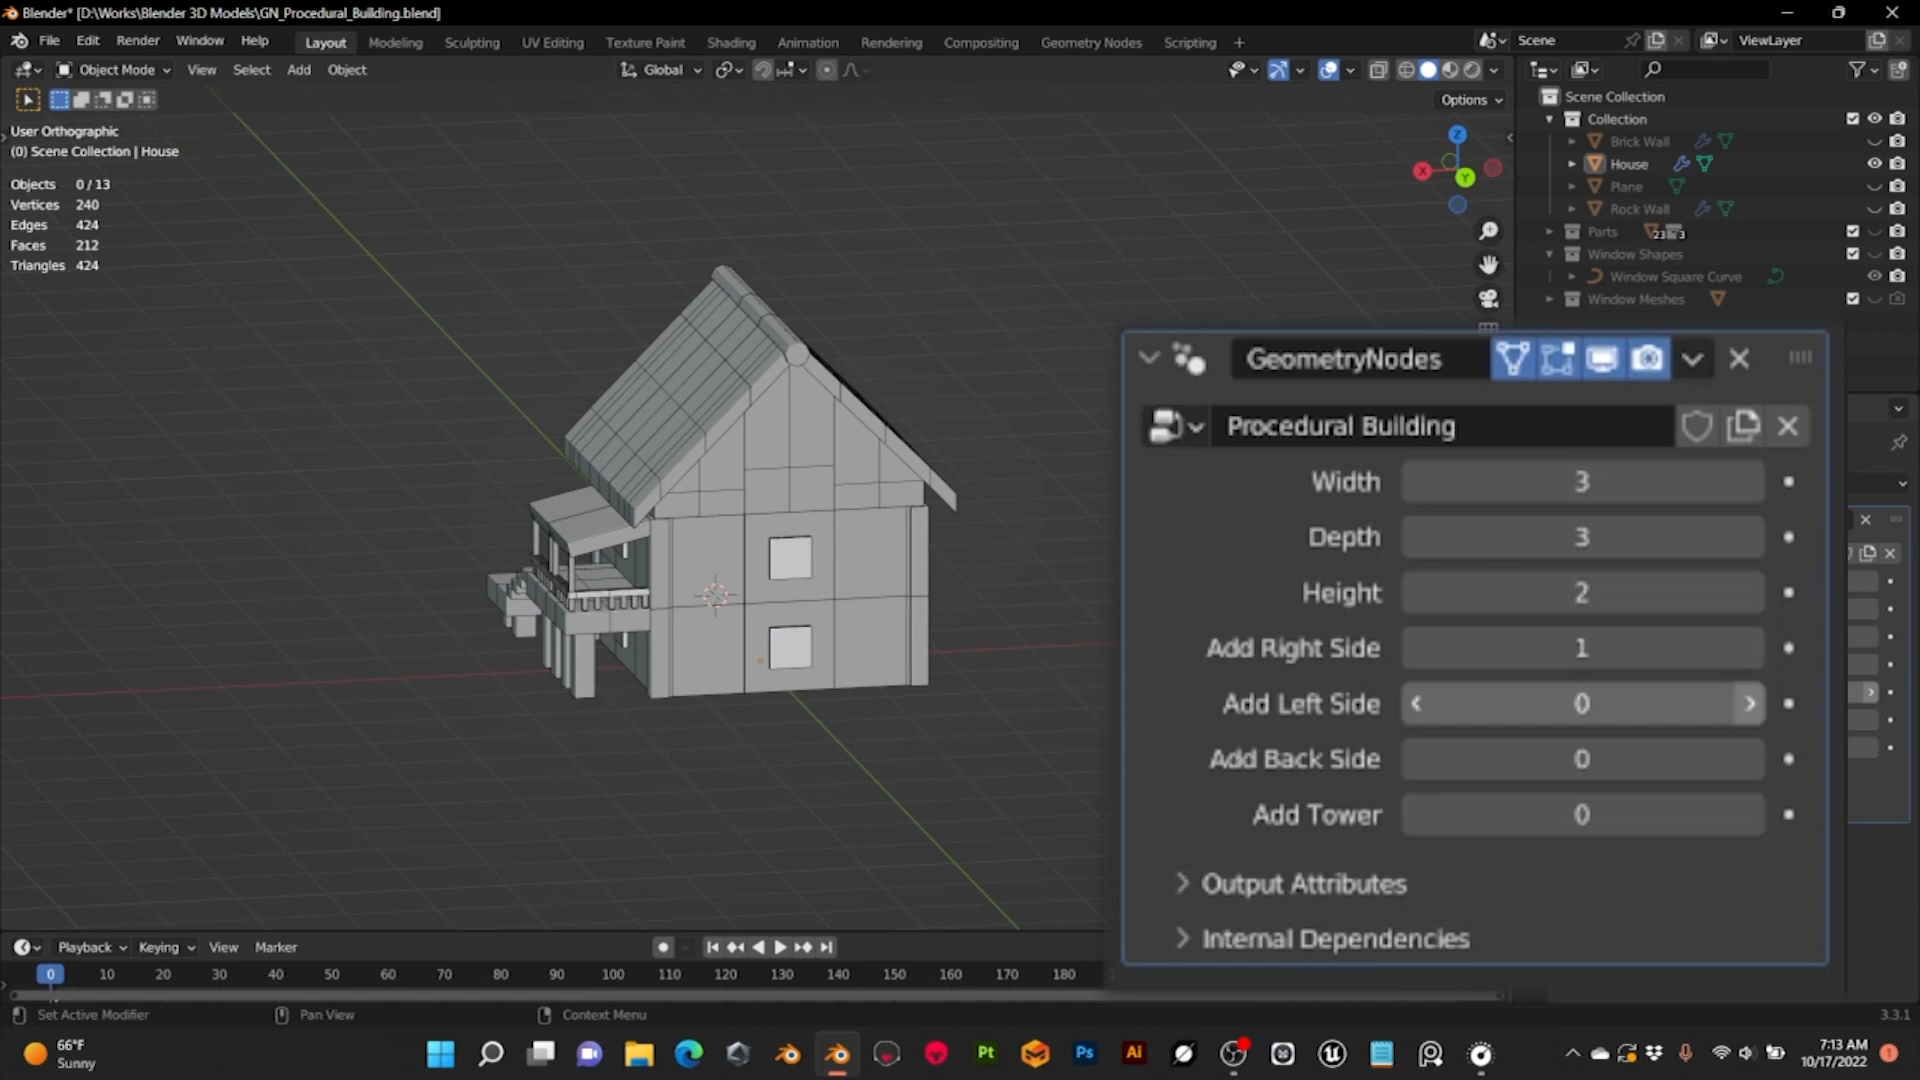 Blender* [D:\Works\Blender 3D Models\GN_Procedural_Building.blend]
File Edit Render Window Help
Layout Modeling Sculpting UV Editing Texture Paint Shading Animation Rendering Compositing Geometry Nodes Scripting +
Scene
ViewLayer
Object Mode View Select Add Object
Global
Options
User Orthographic
(0) Scene Collection | House
Objects 0 / 13
Vertices 240
Edges 424
Faces 212
Triangles 424
Z
X
Y
Scene Collection
Collection
Brick Wall
House
Plane
Rock Wall
Parts 23 3
Window Shapes
Window Square Curve
Window Meshes
GeometryNodes
Procedural Building
Width 3
Depth 3
Height 2
Add Right Side 1
Add Left Side 0
Add Back Side 0
Add Tower 0
Output Attributes
Internal Dependencies
Playback Keying View Marker
0 10 20 30 40 50 60 70 80 90 100 110 120 130 140 150 160 170 180
Set Active Modifier
Pan View
Context Menu
3.3.1
66°F
Sunny
Pt
Ps
Ai
7:13 AM
10/17/2022
1